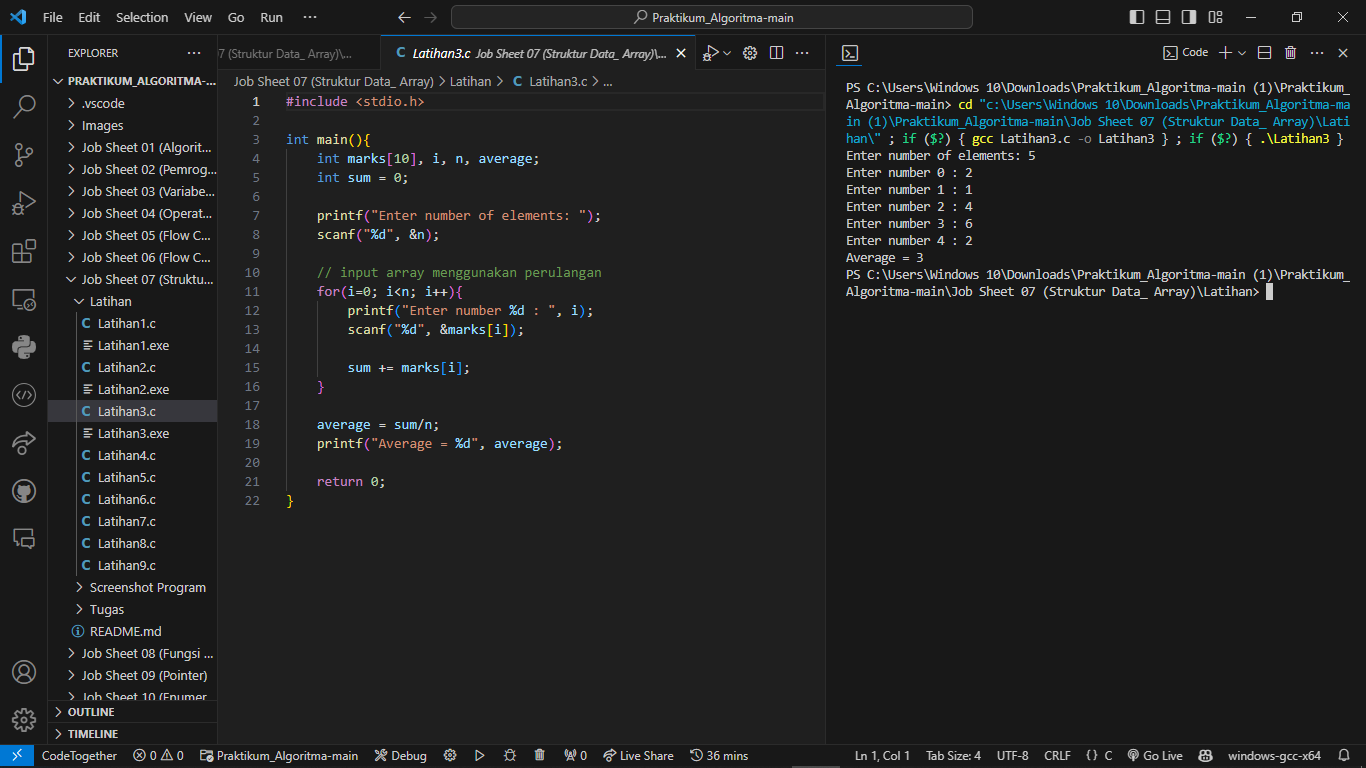 File Edit Selection View Go Run ···
Praktikum_Algoritma-main
EXPLORER ···
PRAKTIKUM_ALGORITMA-...
.vscode
Images
Job Sheet 01 (Algorit...
Job Sheet 02 (Pemrog...
Job Sheet 03 (Variabe...
Job Sheet 04 (Operat...
Job Sheet 05 (Flow C...
Job Sheet 06 (Flow C...
Job Sheet 07 (Struktu...
Latihan
C Latihan1.c
Latihan1.exe
C Latihan2.c
Latihan2.exe
C Latihan3.c
Latihan3.exe
C Latihan4.c
C Latihan5.c
C Latihan6.c
C Latihan7.c
C Latihan8.c
C Latihan9.c
Screenshot Program
Tugas
README.md
Job Sheet 08 (Fungsi ...
Job Sheet 09 (Pointer)
Job Sheet 10 (Enumer
OUTLINE
TIMELINE
7 (Struktur Data_ Array)\...
C Latihan3.c Job Sheet 07 (Struktur Data_ Array)\...
Job Sheet 07 (Struktur Data_ Array) > Latihan > C Latihan3.c > ...
1 #include <stdio.h>
2
3 int main(){
4     int marks[10], i, n, average;
5     int sum = 0;
6
7     printf("Enter number of elements: ");
8     scanf("%d", &n);
9
10     // input array menggunakan perulangan
11     for(i=0; i<n; i++){
12         printf("Enter number %d : ", i);
13         scanf("%d", &marks[i]);
14
15         sum += marks[i];
16     }
17
18     average = sum/n;
19     printf("Average = %d", average);
20
21     return 0;
22 }
Code
PS C:\Users\Windows 10\Downloads\Praktikum_Algoritma-main (1)\Praktikum_
Algoritma-main> cd "c:\Users\Windows 10\Downloads\Praktikum_Algoritma-ma
in (1)\Praktikum_Algoritma-main\Job Sheet 07 (Struktur Data_ Array)\Lati
han\" ; if ($?) { gcc Latihan3.c -o Latihan3 } ; if ($?) { .\Latihan3 }
Enter number of elements: 5
Enter number 0 : 2
Enter number 1 : 1
Enter number 2 : 4
Enter number 3 : 6
Enter number 4 : 2
Average = 3
PS C:\Users\Windows 10\Downloads\Praktikum_Algoritma-main (1)\Praktikum_
Algoritma-main\Job Sheet 07 (Struktur Data_ Array)\Latihan>
CodeTogether 0 0 Praktikum_Algoritma-main Debug 0 Live Share 36 mins Ln 1, Col 1 Tab Size: 4 UTF-8 CRLF { } C Go Live windows-gcc-x64